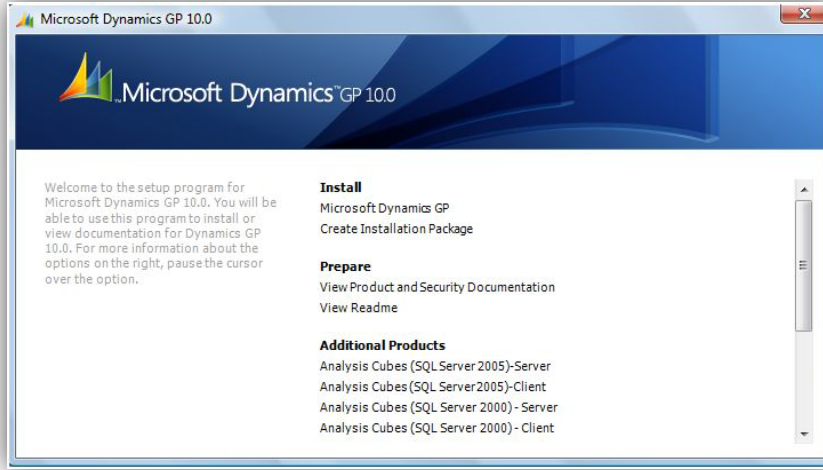 Microsoft Dynamics GP 10.0
Microsoft Dynamics™ GP 10.0
Welcome to the setup program for
Microsoft Dynamics GP 10.0. You will be
able to use this program to install or
view documentation for Dynamics GP
10.0. For more information about the
options on the right, pause the cursor
over the option.
Install
Microsoft Dynamics GP
Create Installation Package
Prepare
View Product and Security Documentation
View Readme
Additional Products
Analysis Cubes (SQL Server 2005)-Server
Analysis Cubes (SQL Server2005)-Client
Analysis Cubes (SQL Server 2000) - Server
Analysis Cubes (SQL Server 2000) - Client